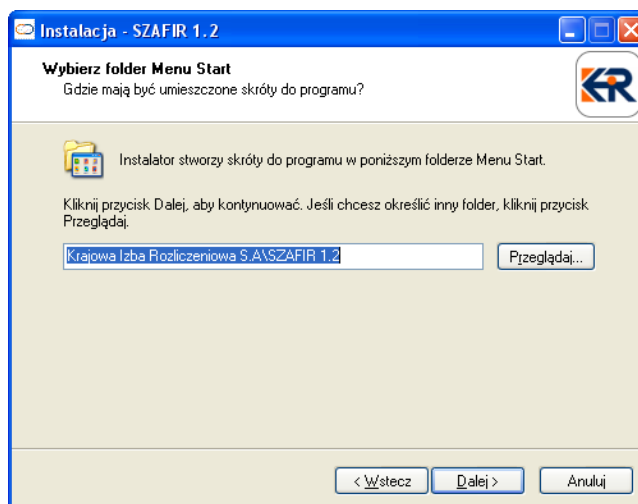 Instalacja - SZAFIR 1.2
Wybierz folder Menu Start
Gdzie mają być umieszczone skróty do programu?
KIR
Instalator stworzy skróty do programu w poniższym folderze Menu Start.
Kliknij przycisk Dalej, aby kontynuować. Jeśli chcesz określić inny folder, kliknij przycisk
Przeglądaj.
Krajowa Izba Rozliczeniowa S.A\SZAFIR 1.2
Przeglądaj...
< Wstecz
Dalej >
Anuluj